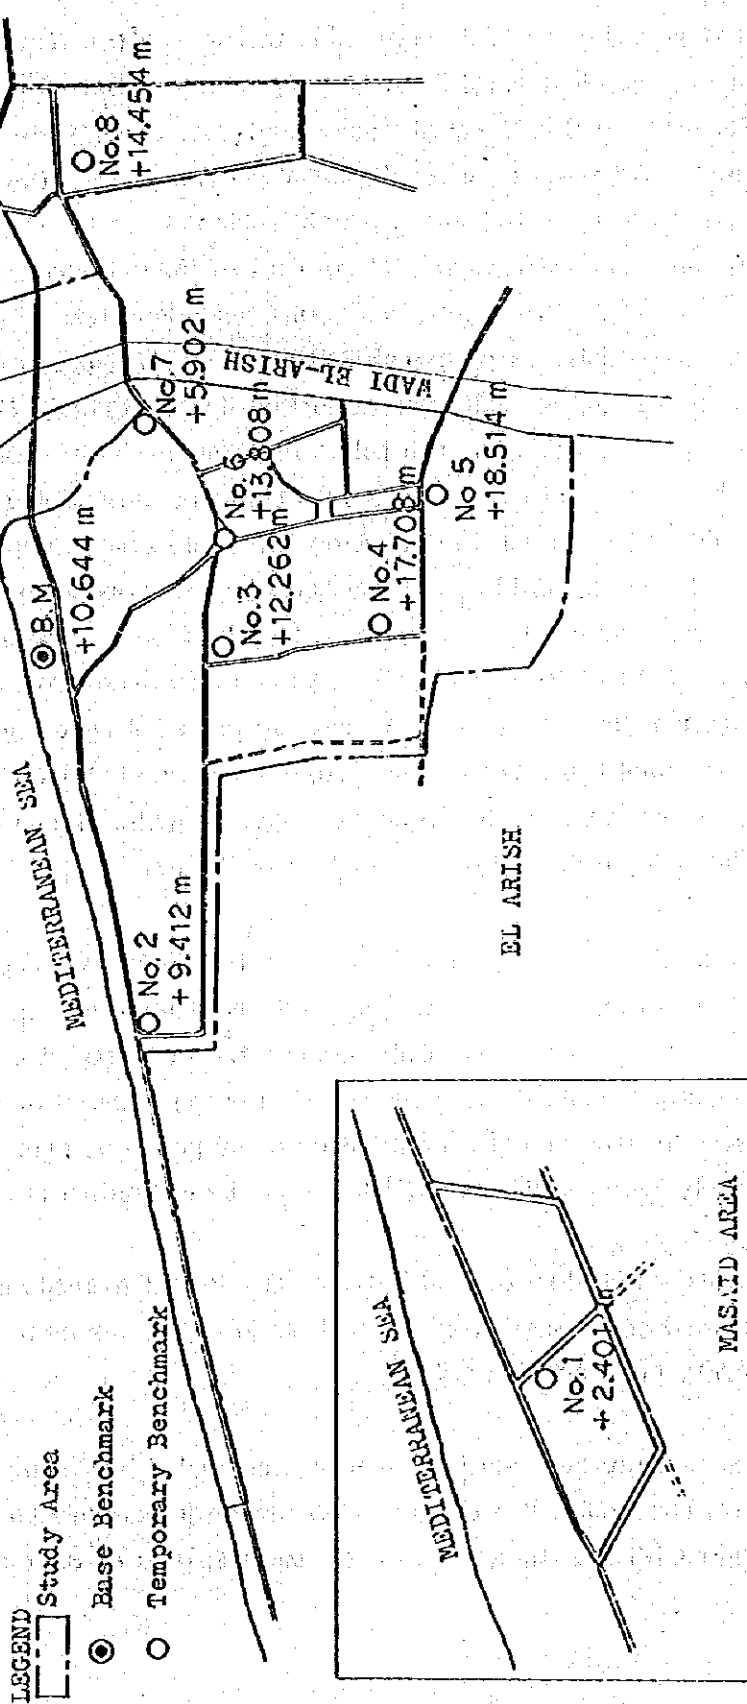 LEGEND
Study Area
Base Benchmark
Temporary Benchmark
MEDITERRANEAN SEA
B.M
+10.644 m
No.2
+9.412 m
No.3
+12.262 m
No.4
+17.708 m
No 5
+18.514 m
No.6
+13.808 m
No.7
+5.902 m
No.8
+14.454 m
WADI EL-ARISH
EL ARISH
MEDITERRANEAN SEA
No.1
+2.401 m
MASAID AREA